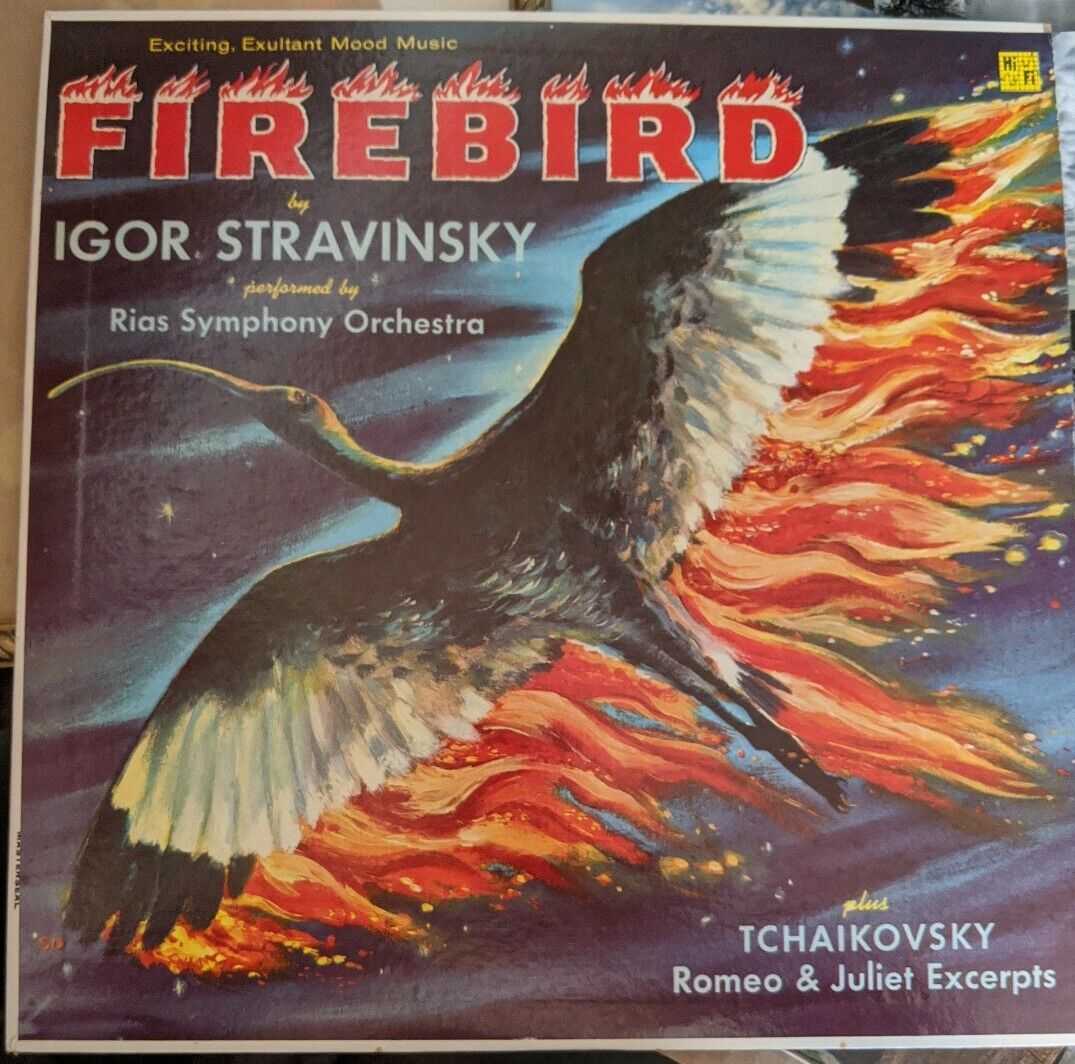 Exciting, Exultant Mood Music
Hi Fi
FIREBIRD
by
IGOR STRAVINSKY
performed by
Rias Symphony Orchestra
plus
TCHAIKOVSKY
Romeo & Juliet Excerpts
MASTERSEAL